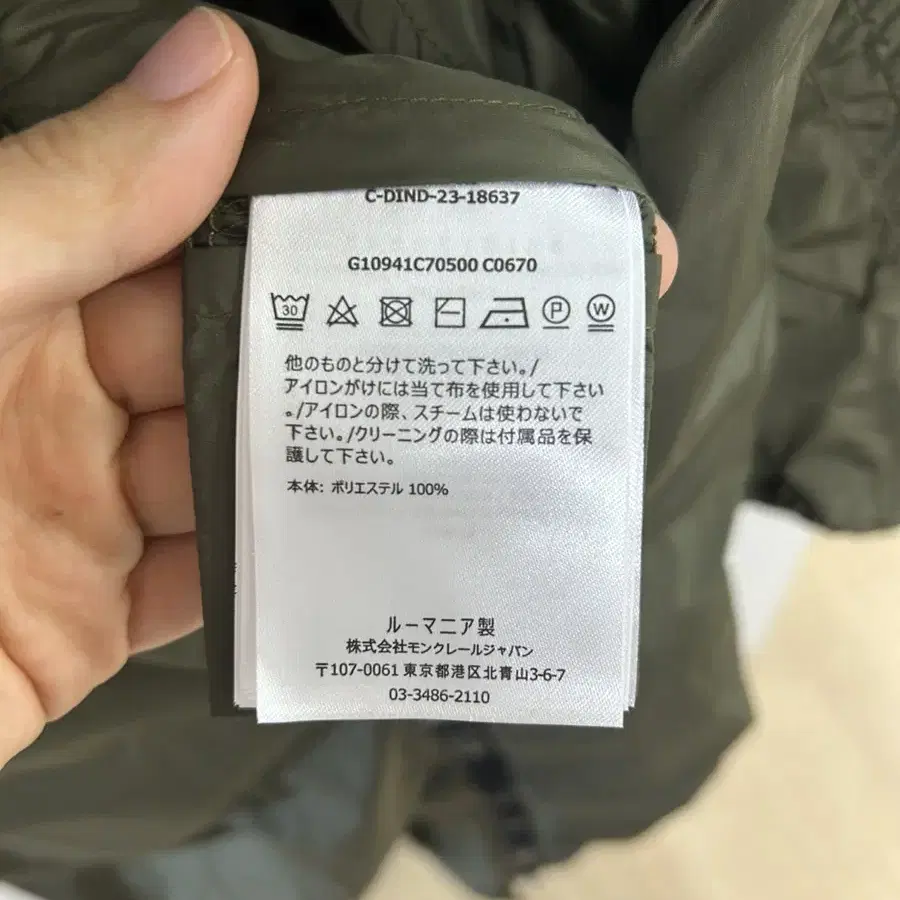 C-DIND-23-18637
G10941C70500 C0670
30 P W
他のものと分けて洗って下さい。/
アイロンがけには当て布を使用して下さい
。/アイロンの際、スチームは使わないで
下さい。/クリーニングの際は付属品を保
護して下さい。
本体: ポリエステル 100%
ルーマニア製
株式会社モンクレールジャパン
〒107-0061 東京都港区北青山3-6-7
03-3486-2110